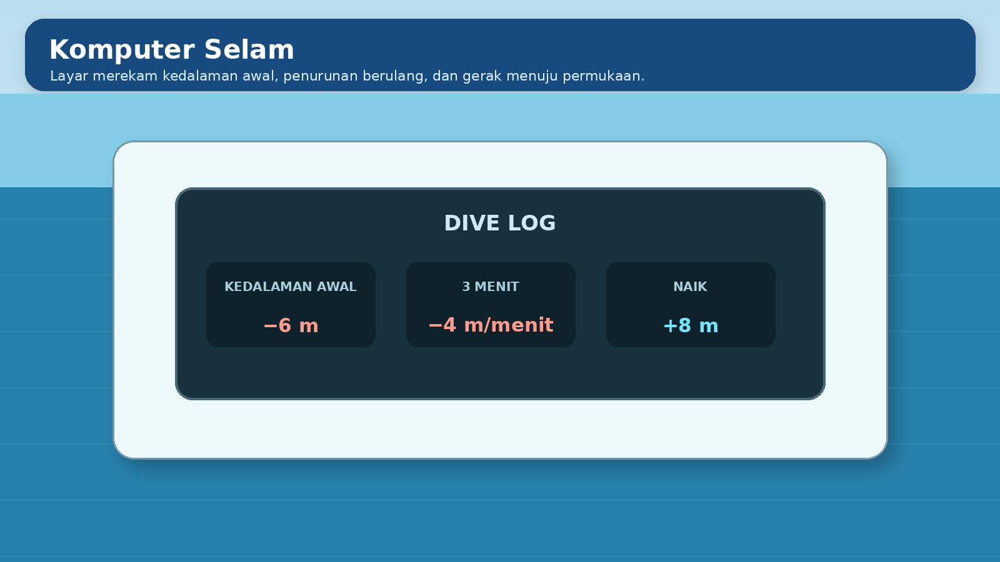 Komputer Selam
Layar merekam kedalaman awal, penurunan berulang, dan gerak menuju permukaan.
DIVE LOG
KEDALAMAN AWAL
−6 m
3 MENIT
−4 m/menit
NAIK
+8 m